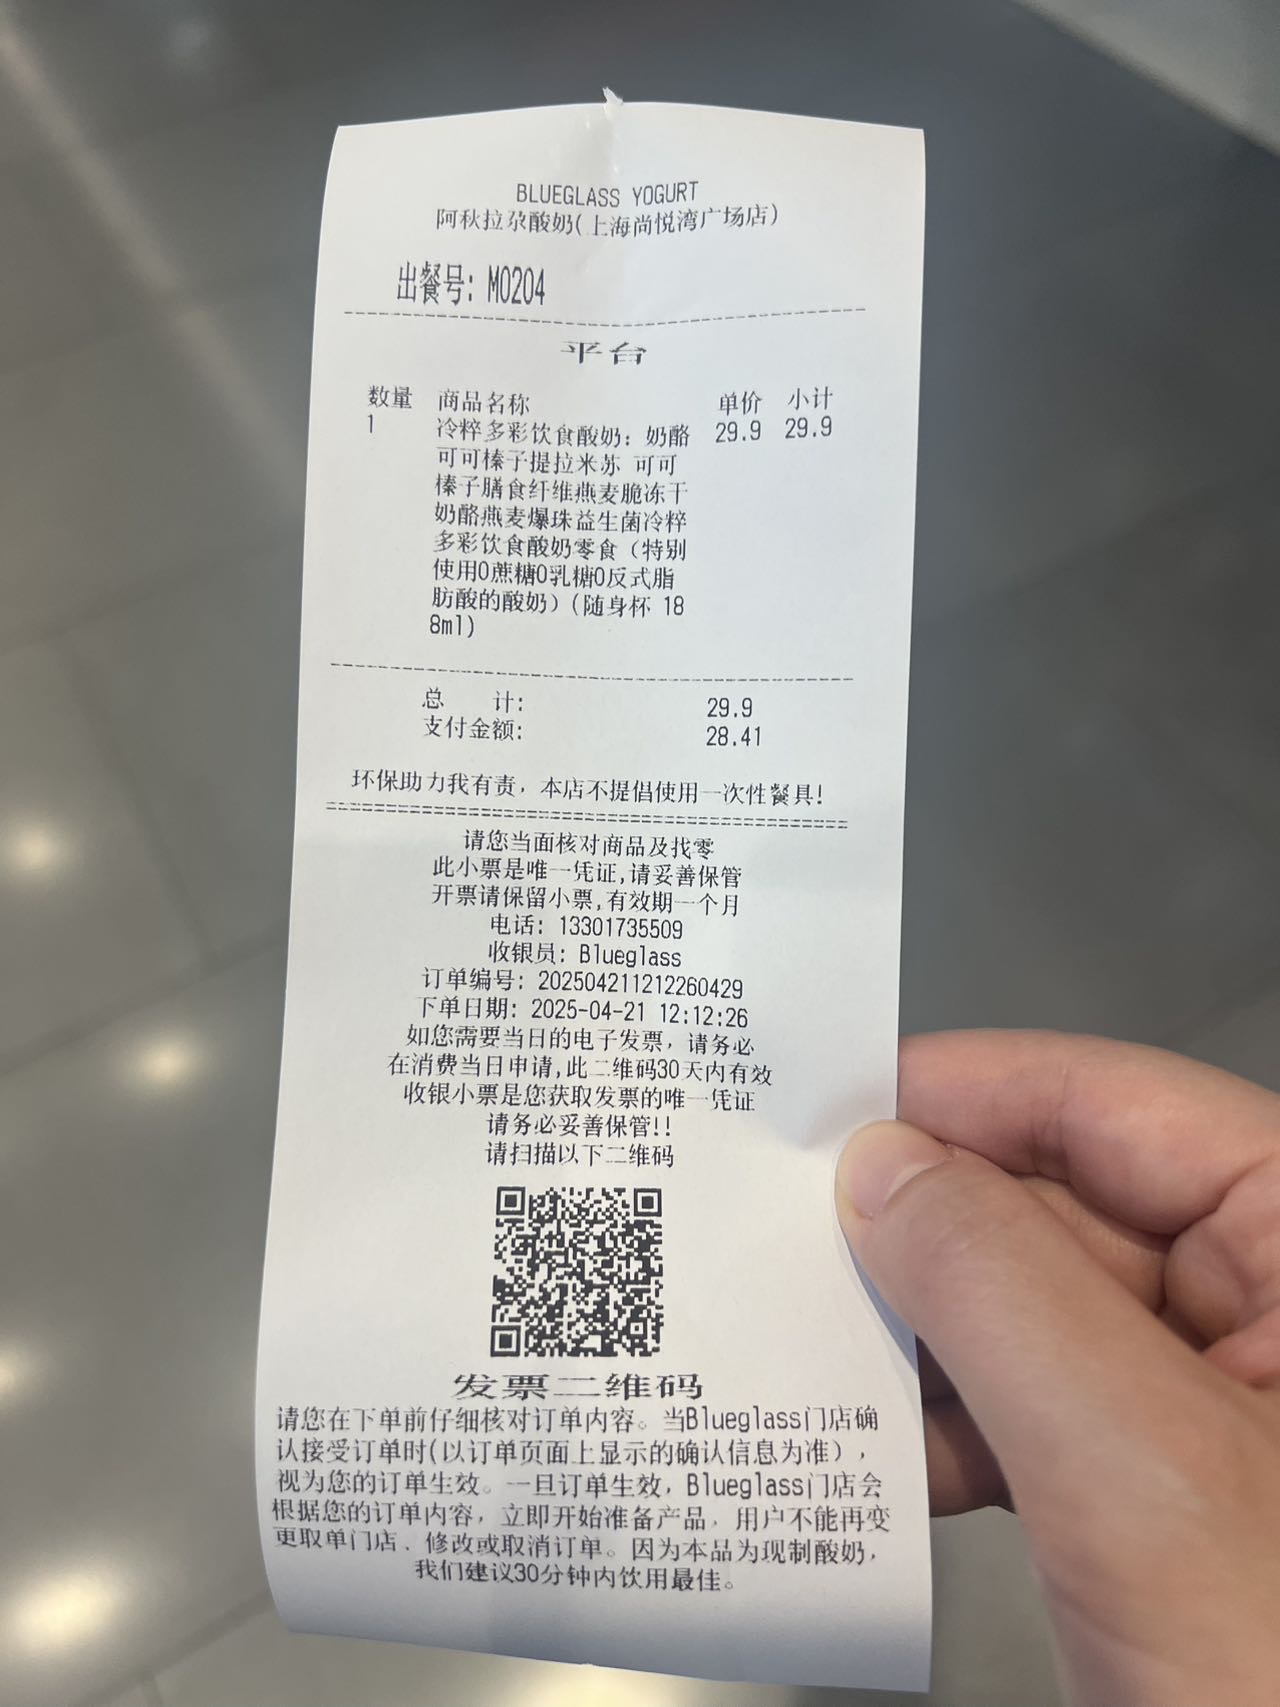 BLUEGLASS YOGURT
阿秋拉尕酸奶(上海尚悦湾广场店)
出餐号: M0204
平台
数量 商品名称 单价 小计
1 冷粹多彩饮食酸奶: 奶酪 29.9 29.9
可可榛子提拉米苏 可可
榛子膳食纤维燕麦脆冻干
奶酪燕麦爆珠益生菌冷粹
多彩饮食酸奶零食（特别
使用0蔗糖0乳糖0反式脂
肪酸的酸奶）(随身杯 18
8ml)
总 计: 29.9
支付金额: 28.41
环保助力我有责，本店不提倡使用一次性餐具!
请您当面核对商品及找零
此小票是唯一凭证,请妥善保管
开票请保留小票,有效期一个月
电话: 13301735509
收银员: Blueglass
订单编号: 202504211212260429
下单日期: 2025-04-21 12:12:26
如您需要当日的电子发票，请务必
在消费当日申请,此二维码30天内有效
收银小票是您获取发票的唯一凭证
请务必妥善保管!!
请扫描以下二维码
发票二维码
请您在下单前仔细核对订单内容。当Blueglass门店确
认接受订单时(以订单页面上显示的确认信息为准)，
视为您的订单生效。一旦订单生效，Blueglass门店会
根据您的订单内容，立即开始准备产品，用户不能再变
更取单门店、修改或取消订单。因为本品为现制酸奶，
我们建议30分钟内饮用最佳。